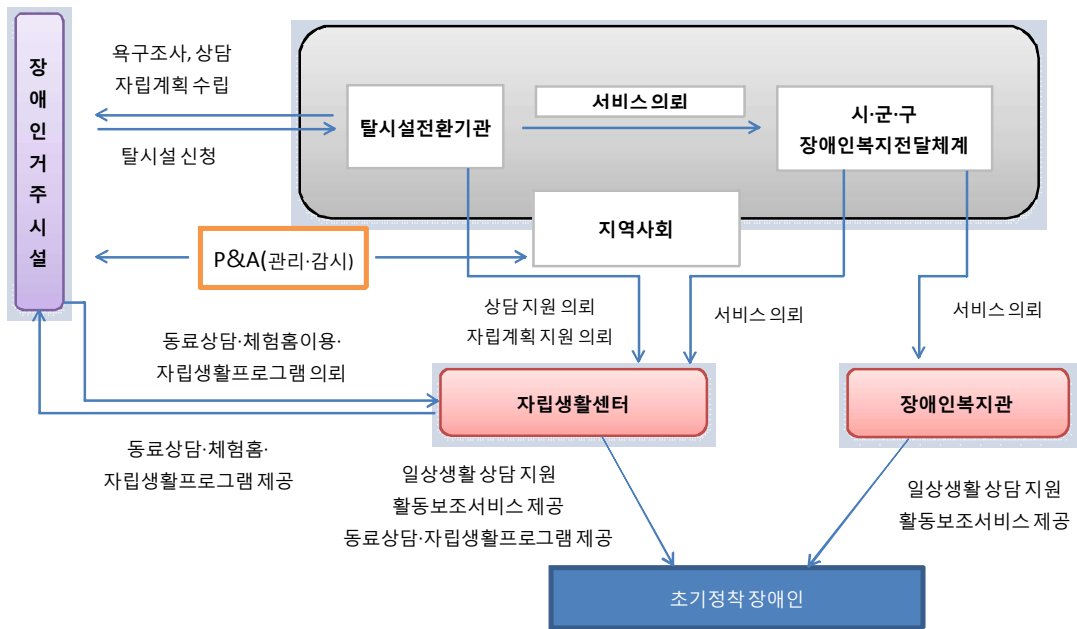 장애인거주시설
욕구조사, 상담
자립계획 수립
탈시설 신청
탈시설전환기관
서비스 의뢰
시·군·구
장애인복지전달체계
지역사회
P&A(관리·감시)
상담 지원 의뢰
자립계획 지원 의뢰
서비스 의뢰
서비스 의뢰
동료상담·체험홈이용·
자립생활프로그램 의뢰
자립생활센터
장애인복지관
동료상담·체험홈·
자립생활프로그램 제공
일상생활 상담 지원
활동보조서비스 제공
동료상담·자립생활프로그램 제공
일상생활 상담 지원
활동보조서비스 제공
초기정착 장애인